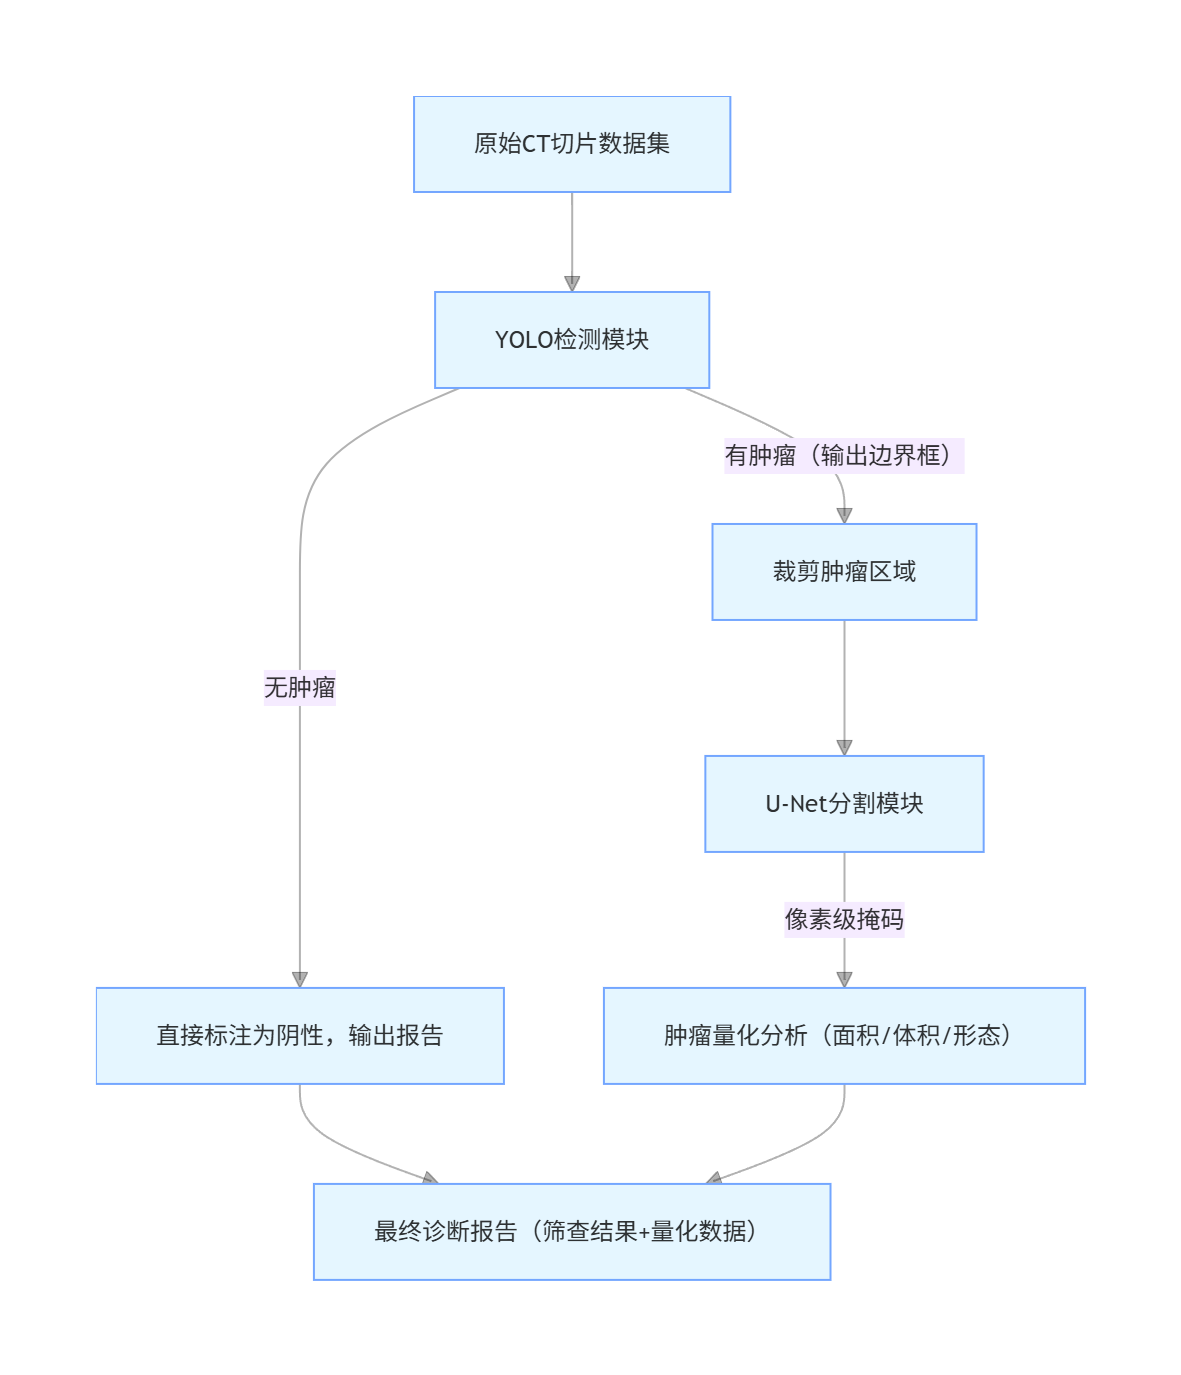 原始CT切片数据集
YOLO检测模块
有肿瘤（输出边界框）
裁剪肿瘤区域
无肿瘤
U-Net分割模块
像素级掩码
直接标注为阴性，输出报告
肿瘤量化分析（面积/体积/形态）
最终诊断报告（筛查结果+量化数据）